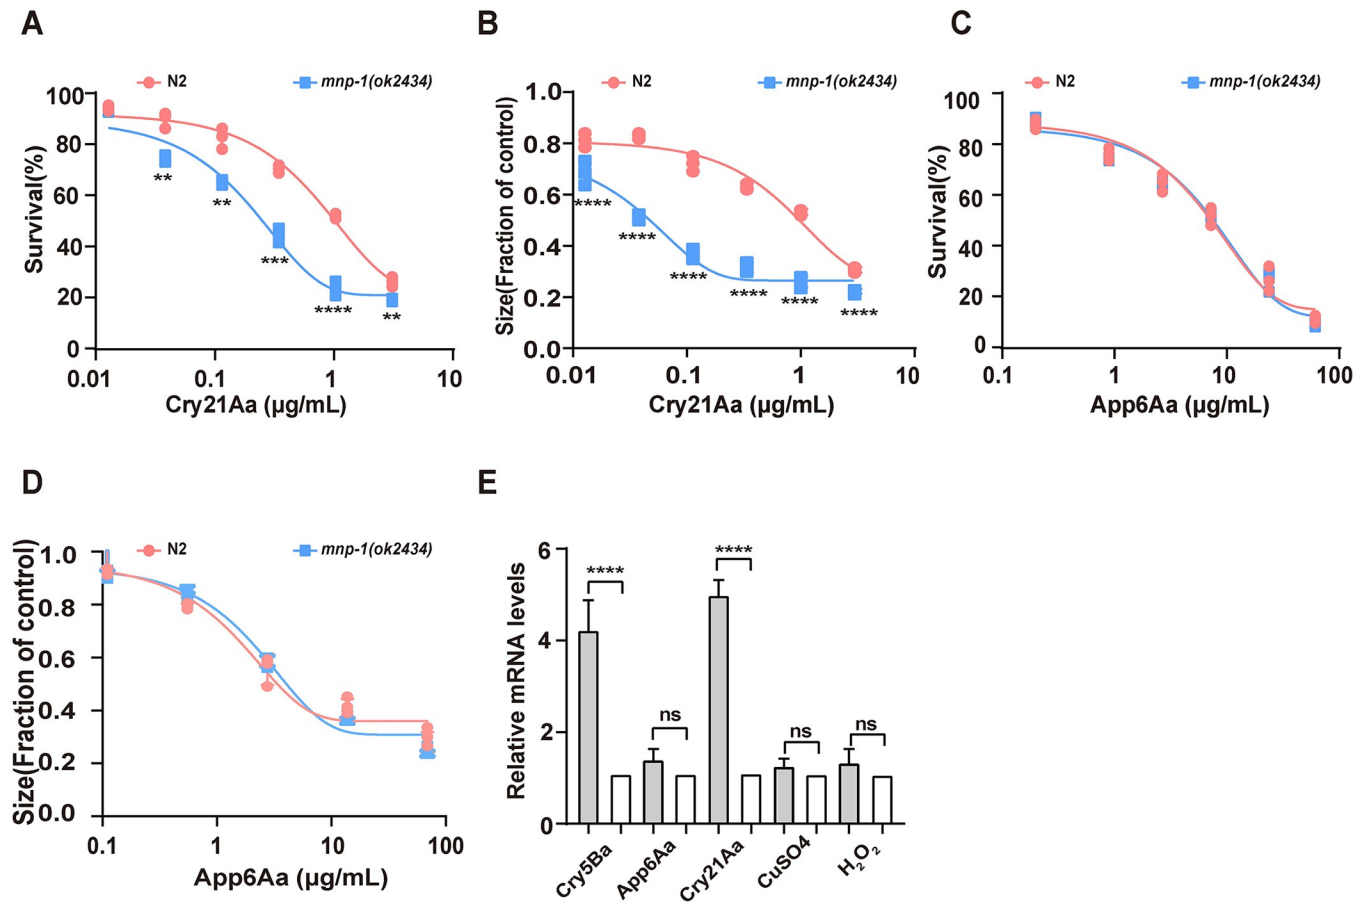 A
N2
mnp-1(ok2434)
Survival(%)
100
80
60
40
20
0
**
**
***
****
**
0.01
0.1
1
10
Cry21Aa (µg/mL)
B
N2
mnp-1(ok2434)
Size(Fraction of control)
1.0
0.8
0.6
0.4
0.2
0.0
****
****
****
****
****
****
0.01
0.1
1
10
Cry21Aa (µg/mL)
C
N2
mnp-1(ok2434)
Survival(%)
100
80
60
40
20
0
0.1
1
10
100
App6Aa (µg/mL)
D
N2
mnp-1(ok2434)
Size(Fraction of control)
1.0
0.8
0.6
0.4
0.2
0.0
0.1
1
10
100
App6Aa (µg/mL)
E
Relative mRNA levels
6
4
2
0
****
ns
****
ns
ns
Cry5Ba
App6Aa
Cry21Aa
CuSO4
H₂O₂